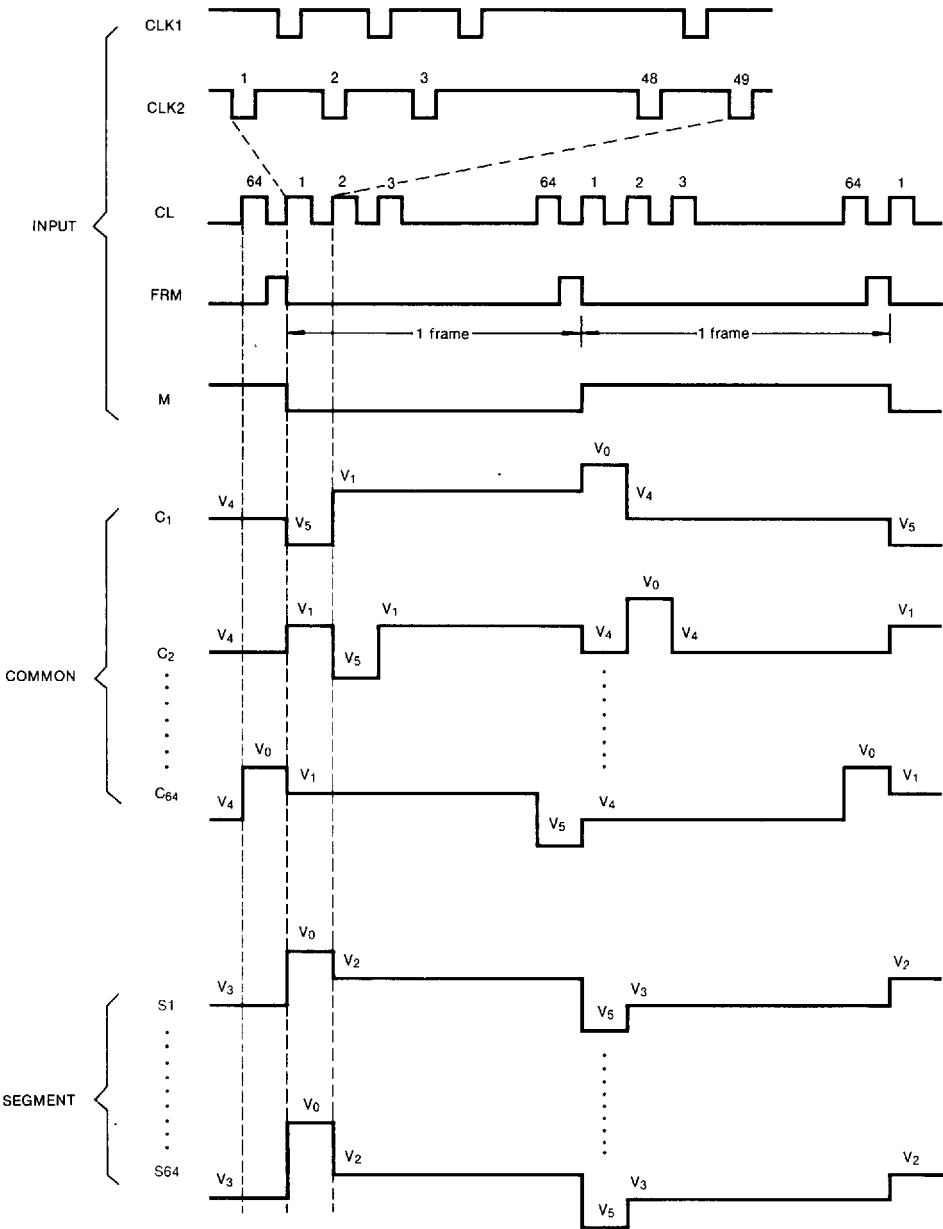 CLK1
1 2 3 48 49
CLK2
64 1 2 3 64 1 2 3 64 1
CL
INPUT
FRM
1 frame 1 frame
M
V0
V1
V4 V4
C1 V5 V5
V0
V1 V1 V1
V4 V4 V4
C2 V5
COMMON
V0 V0
V1 V1
C64 V4 V4
V5
V0
V2 V2
V3 V3
S1 V5
SEGMENT
V0
V2 V2
S64
V3 V3
V5